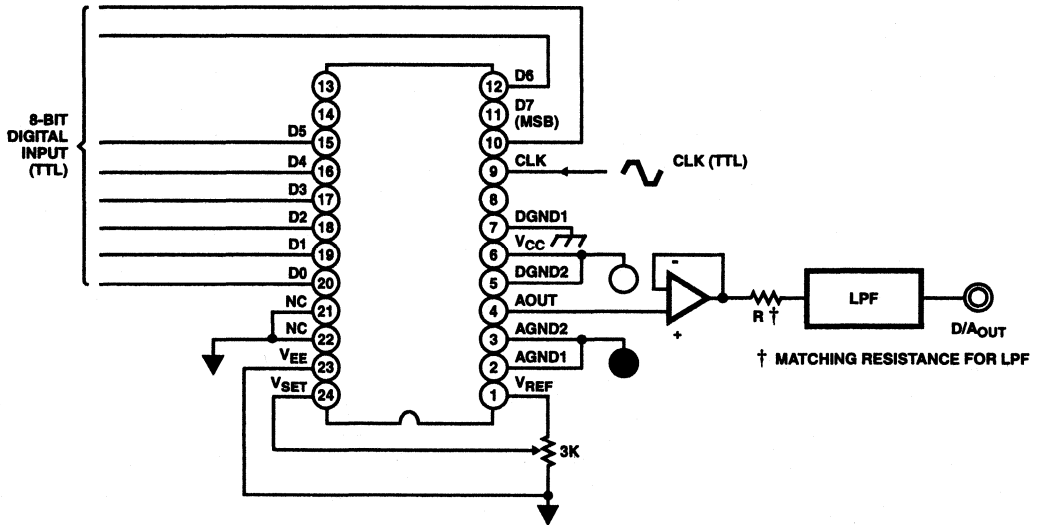 8-BIT
DIGITAL
INPUT
(TTL)
13
12
D6
14
11
D7
(MSB)
D5
15
10
D4
16
9
CLK
CLK (TTL)
D3
17
8
D2
18
7
DGND1
D1
19
6
VCC
D0
20
5
DGND2
NC
21
4
AOUT
NC
22
3
AGND2
VEE
23
2
AGND1
VSET
24
1
VREF
3K
-
+
R †
LPF
D/AOUT
† MATCHING RESISTANCE FOR LPF